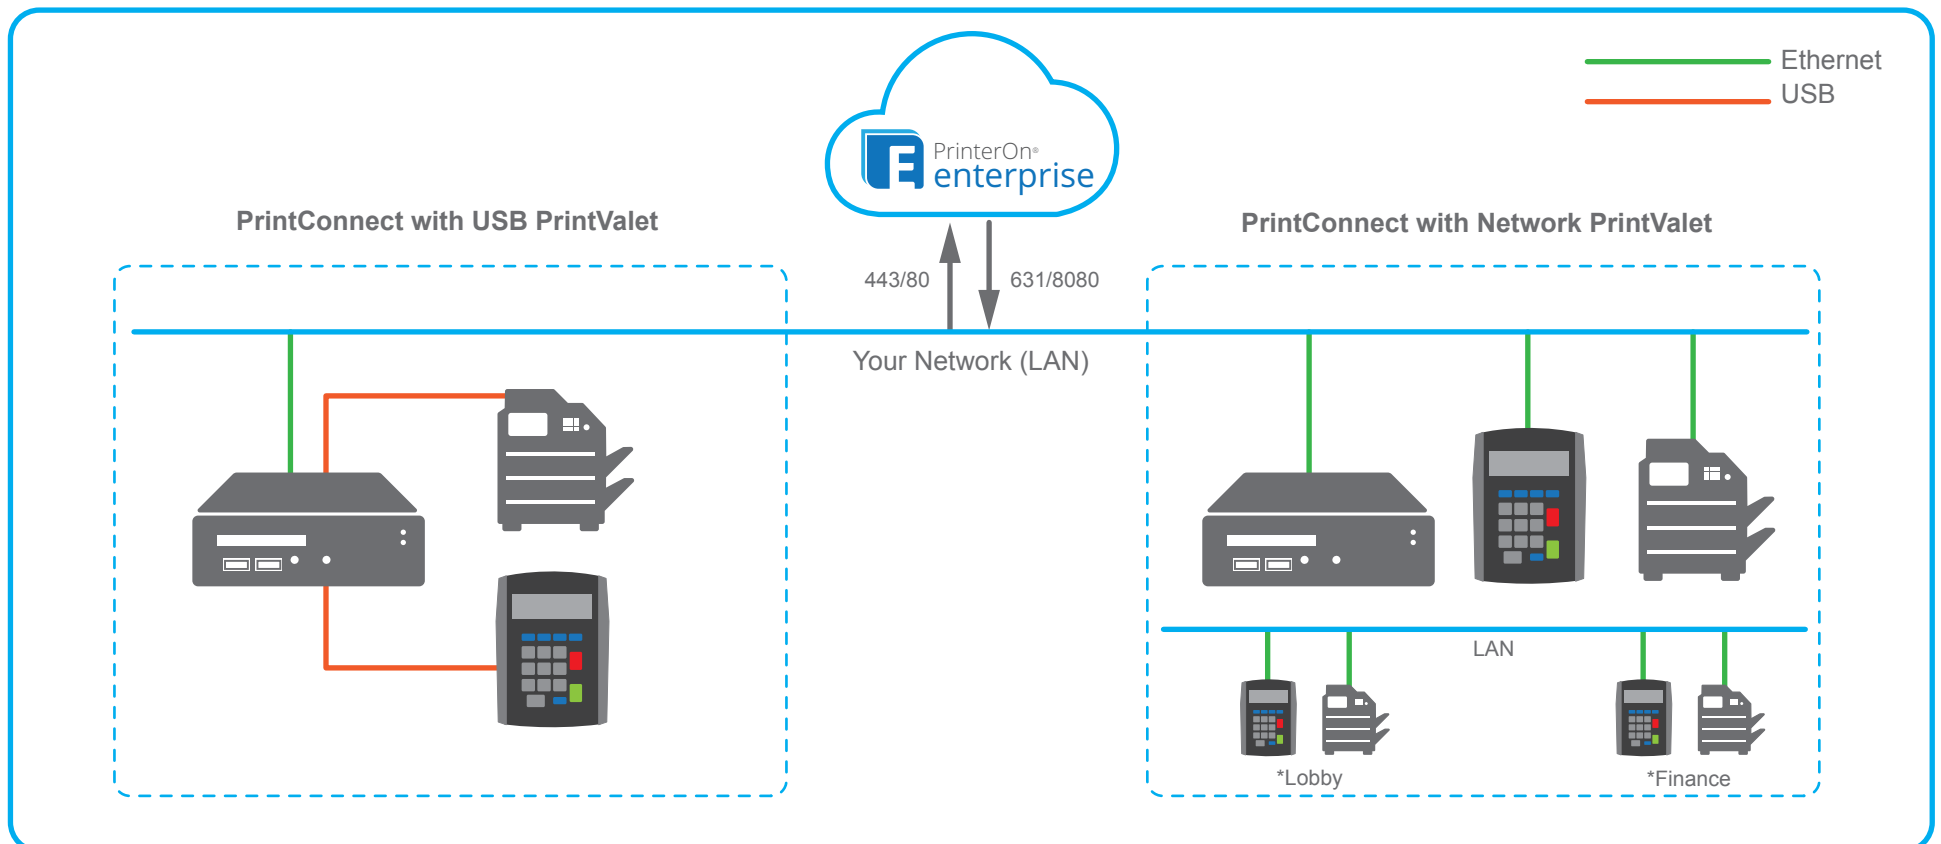 Ethernet
USB
PrinterOn®
enterprise
PrintConnect with USB PrintValet
PrintConnect with Network PrintValet
443/80
631/8080
Your Network (LAN)
LAN
*Lobby
*Finance